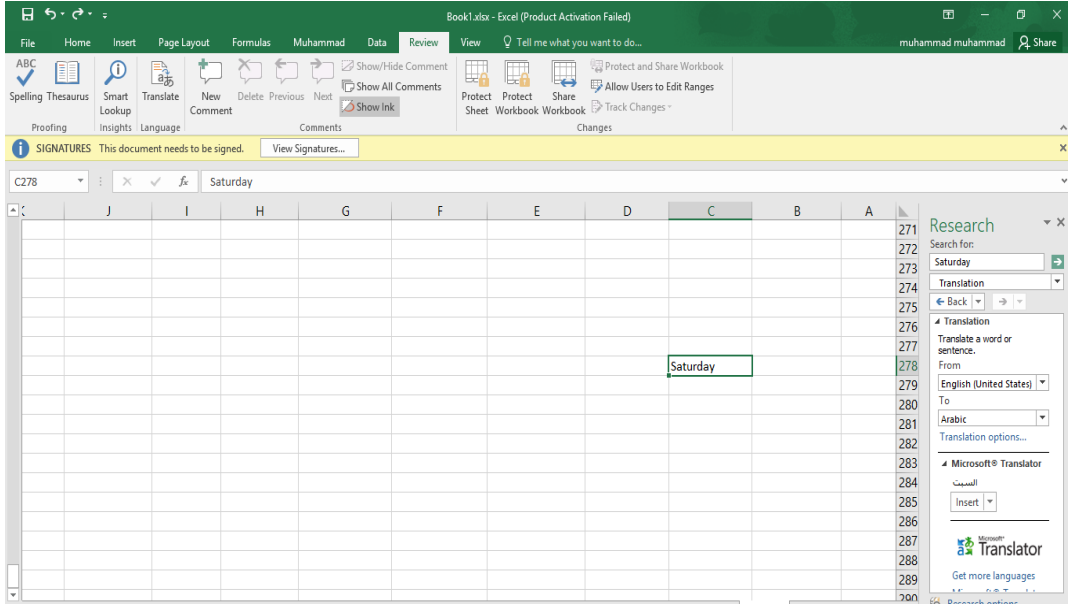 Book1.xlsx - Excel (Product Activation Failed)
File Home Insert Page Layout Formulas Muhammad Data Review View Tell me what you want to do... muhammad muhammad Share
ABC
Spelling Thesaurus Smart Lookup Translate New Comment Delete Previous Next Show/Hide Comment Show All Comments Show Ink Protect Sheet Protect Workbook Share Workbook Protect and Share Workbook Allow Users to Edit Ranges Track Changes
Proofing Insights Language Comments Changes
SIGNATURES This document needs to be signed. View Signatures...
C278 fx Saturday
J I H G F E D C B A
271
272
273
274
275
276
277
Saturday 278
279
280
281
282
283
284
285
286
287
288
289
290
Research
Search for:
Saturday
Translation
Back
Translation
Translate a word or
sentence.
From
English (United States)
To
Arabic
Translation options...
Microsoft® Translator
السبت
Insert
Microsoft®
Translator
Get more languages
Research options